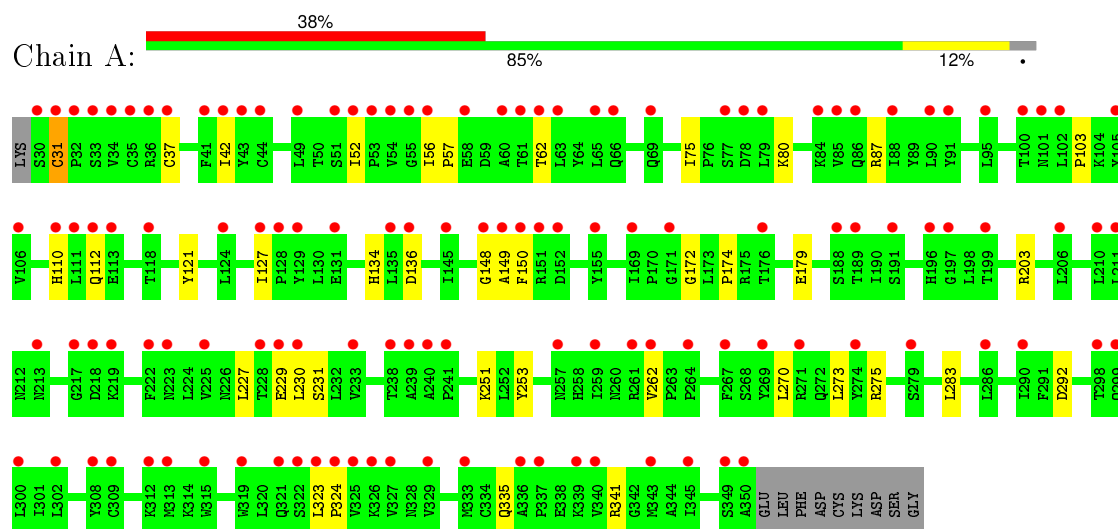 38%
Chain A:
85% 12% •
LYS S30 C31 P32 S33 V34 C35 R36 C37 F41 I42 Y43 C44 L49 T50 S51 I52 P53 V54 G55 I56 P57 E58 D59 A60 T61 T62 L63 Y64 L65 Q66 Q69 I75 P76 S77 D78 L79 K80 K84 V85 Q86 R87 I88 Y89 L90 Y91 L95 T100 N101 L102 P103 K104 Y105
V106 H110 L111 Q112 E113 T118 Y121 L124 I127 P128 Y129 L130 E131 H134 L135 D136 I145 G148 A149 F150 R151 D152 Y155 I169 P170 G171 G172 L173 P174 R175 T176 E179 S188 T189 I190 S191 H196 G197 L198 T199 R203 L206 L210 L211
N212 N213 G217 D218 K219 F222 N223 L224 V225 N226 L227 T228 E229 L230 S231 L232 V233 T238 A239 A240 P241 K251 L252 Y253 N257 H258 I259 N260 R261 V262 P263 P264 F267 S268 Y269 L270 R271 Q272 L273 Y274 R275 S279 L283 L286 I290 F291 D292 T298 Q299
L300 I301 L302 Y308 C309 K312 M313 K314 W315 W319 L320 Q321 S322 L323 P324 V325 K326 V327 N328 V329 M333 C334 Q335 A336 P337 E338 K339 V340 R341 G342 M343 A344 I345 S349 A350 GLU LEU PHE ASP CYS LYS ASP SER GLY